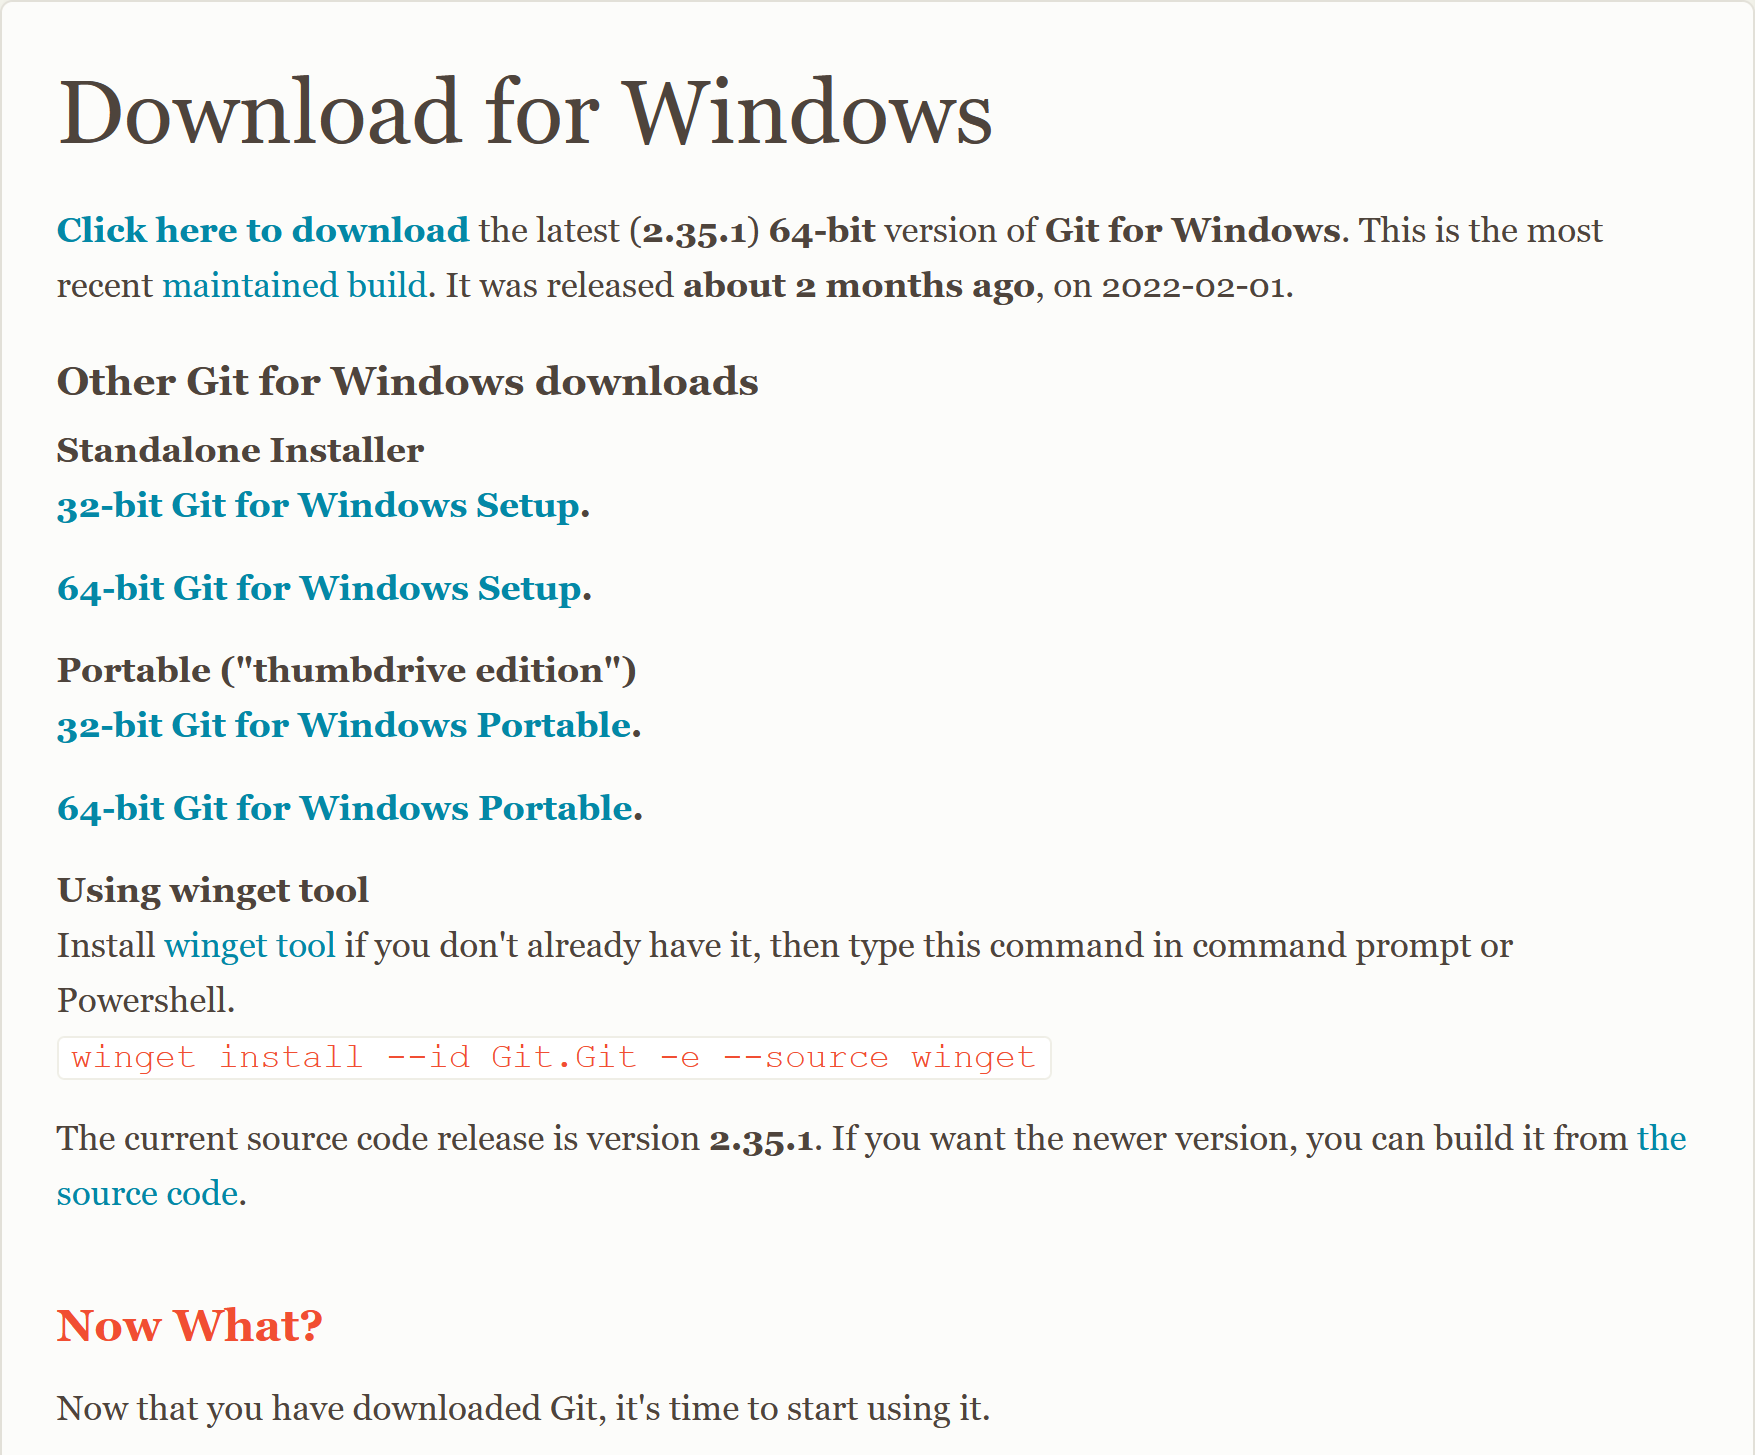 Download for Windows
Click here to download the latest (2.35.1) 64-bit version of Git for Windows. This is the most
recent maintained build. It was released about 2 months ago, on 2022-02-01.
Other Git for Windows downloads
Standalone Installer
32-bit Git for Windows Setup.
64-bit Git for Windows Setup.
Portable ("thumbdrive edition")
32-bit Git for Windows Portable.
64-bit Git for Windows Portable.
Using winget tool
Install winget tool if you don't already have it, then type this command in command prompt or
Powershell.
winget install --id Git.Git -e --source winget
The current source code release is version 2.35.1. If you want the newer version, you can build it from the
source code.
Now What?
Now that you have downloaded Git, it's time to start using it.